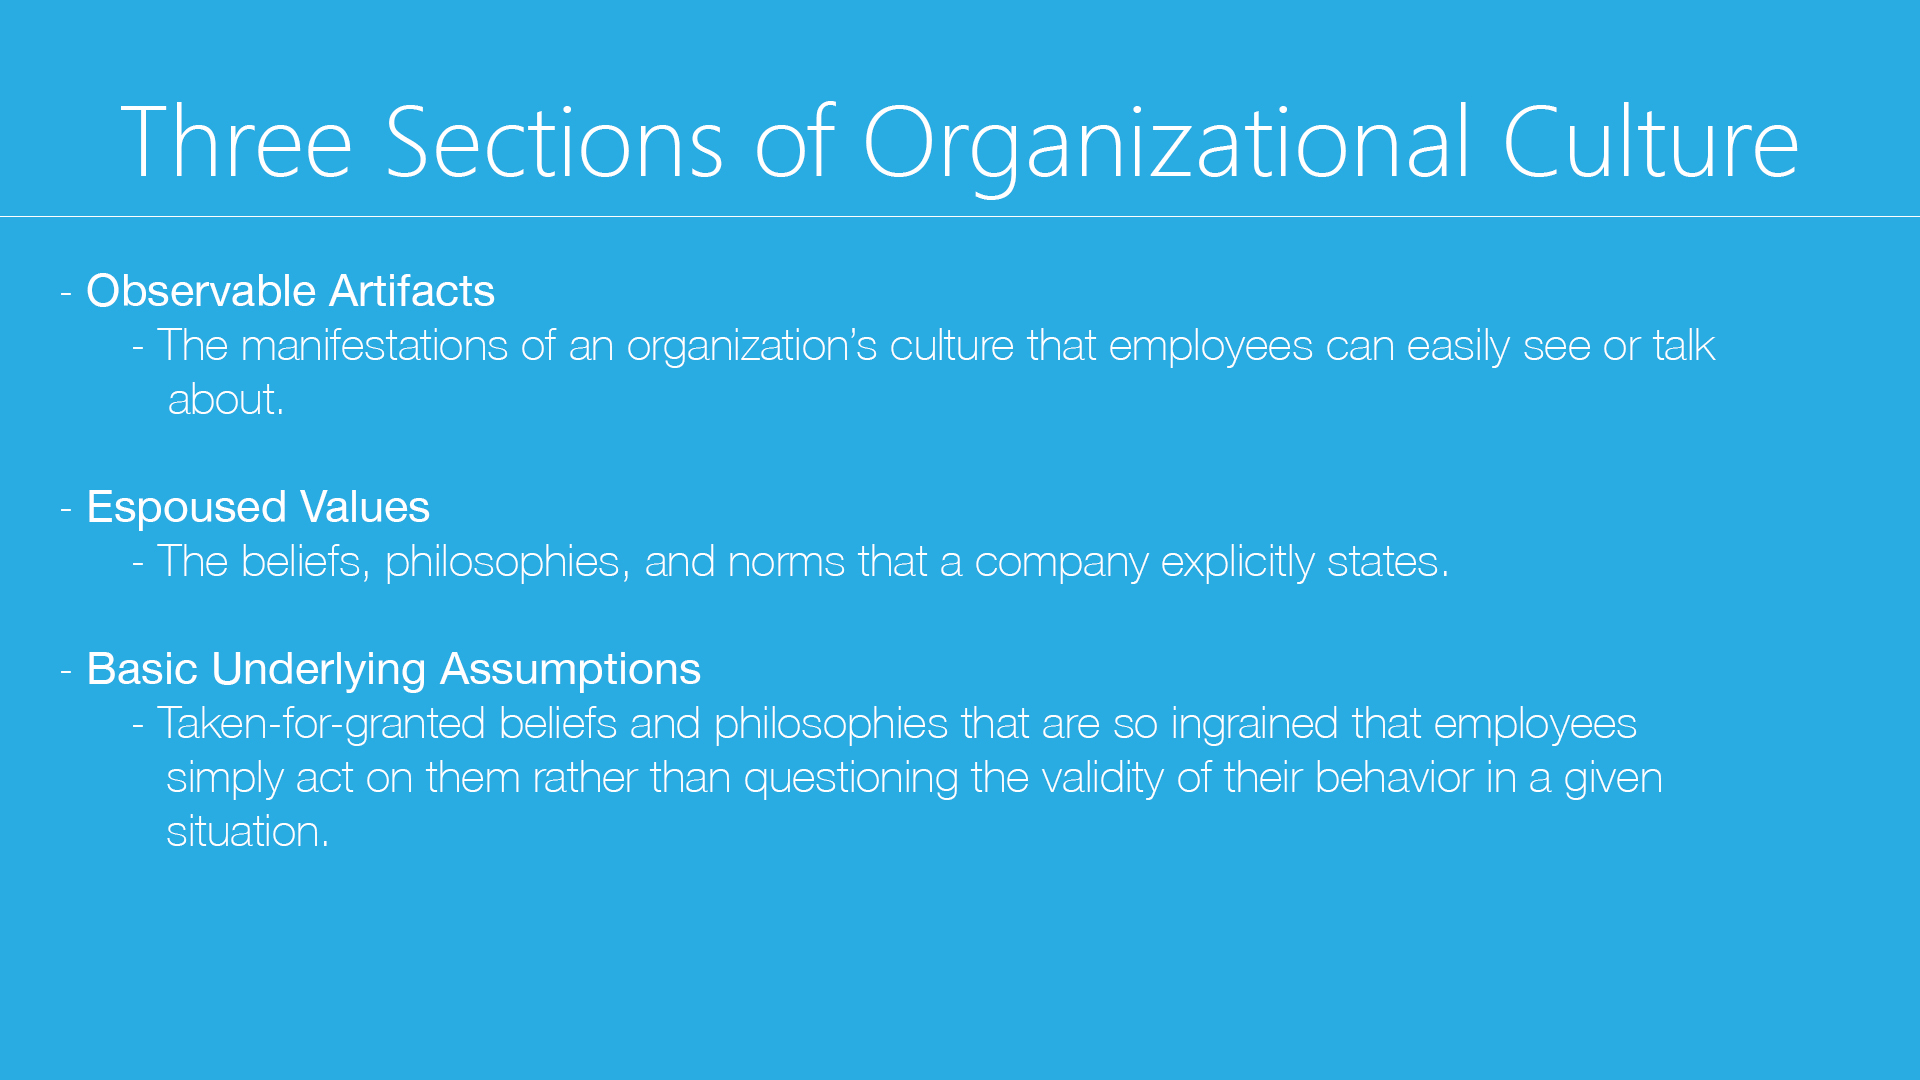 Three Sections of Organizational Culture
- Observable Artifacts
- The manifestations of an organization’s culture that employees can easily see or talk
about.
- Espoused Values
- The beliefs, philosophies, and norms that a company explicitly states.
- Basic Underlying Assumptions
- Taken-for-granted beliefs and philosophies that are so ingrained that employees
simply act on them rather than questioning the validity of their behavior in a given
situation.